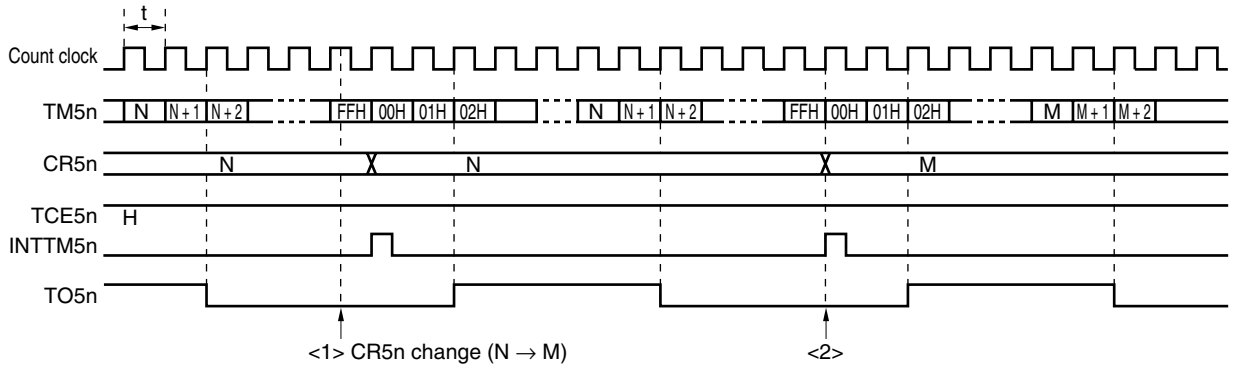 t
Count clock
TM5n N N + 1 N + 2 FFH 00H 01H 02H N N + 1 N + 2 FFH 00H 01H 02H M M + 1 M + 2
CR5n N N M
TCE5n H
INTTM5n
TO5n
<1> CR5n change (N → M) <2>